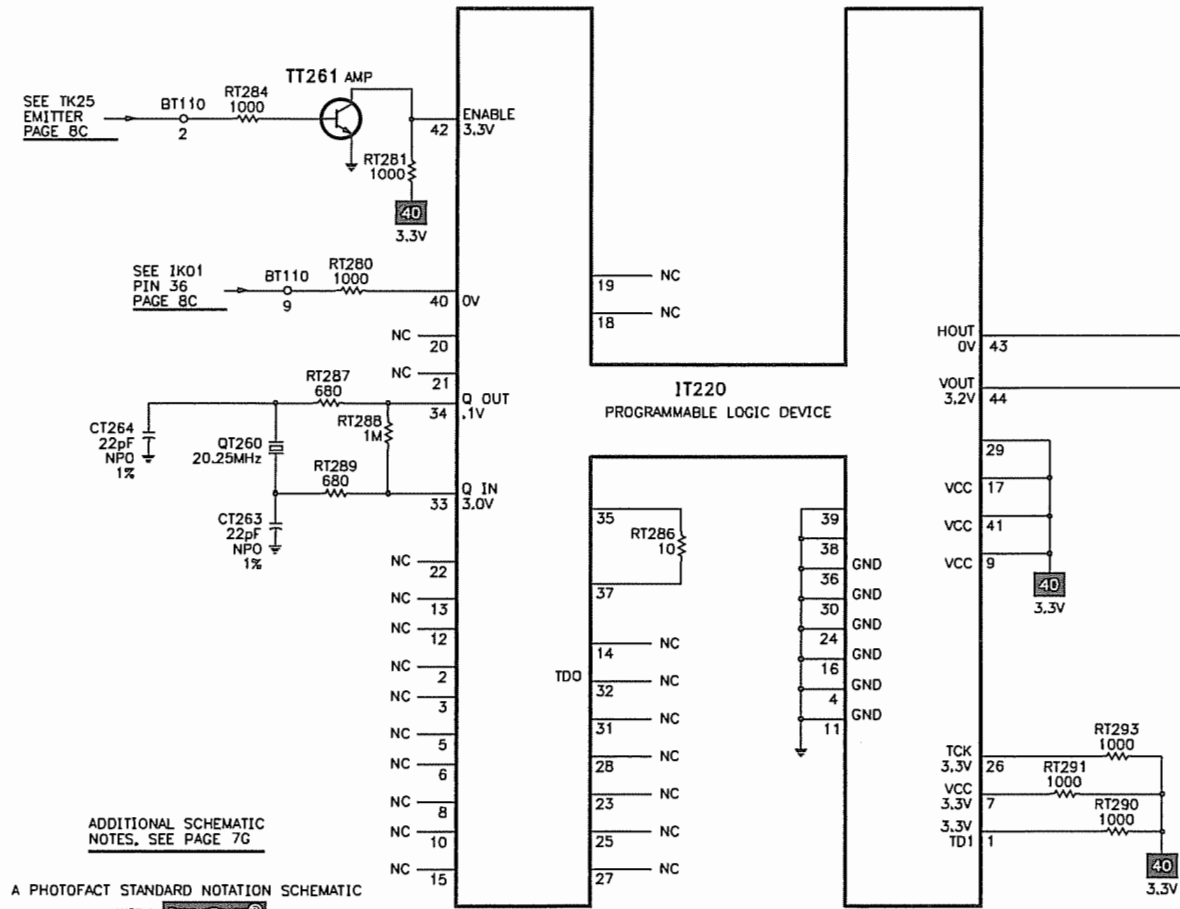 TT261 AMP
SEE TK25
EMITTER
PAGE 8C
BT110
2
RT284
1000
42
ENABLE
3.3V
RT281
1000
40
3.3V
SEE IK01
PIN 36
PAGE 8C
BT110
9
RT280
1000
40
0V
NC
20
NC
21
RT287
680
34
Q OUT
.1V
RT288
1M
CT264
22pF
NPO
1%
QT260
20.25MHz
RT289
680
33
Q IN
3.0V
CT263
22pF
NPO
1%
NC
22
NC
13
NC
12
NC
2
NC
3
NC
5
NC
6
NC
8
NC
10
NC
15
19
NC
18
NC
IT220
PROGRAMMABLE LOGIC DEVICE
35
RT286
10
37
14
NC
TDO
32
NC
31
NC
28
NC
23
NC
25
NC
27
NC
39
38
GND
36
GND
30
GND
24
GND
16
GND
4
GND
11
HOUT
0V
43
VOUT
3.2V
44
29
VCC
17
VCC
41
VCC
9
40
3.3V
TCK
3.3V
26
RT293
1000
VCC
3.3V
7
RT291
1000
3.3V
TD1
1
RT290
1000
40
3.3V
ADDITIONAL SCHEMATIC
NOTES, SEE PAGE 7G
A PHOTOFACT STANDARD NOTATION SCHEMATIC